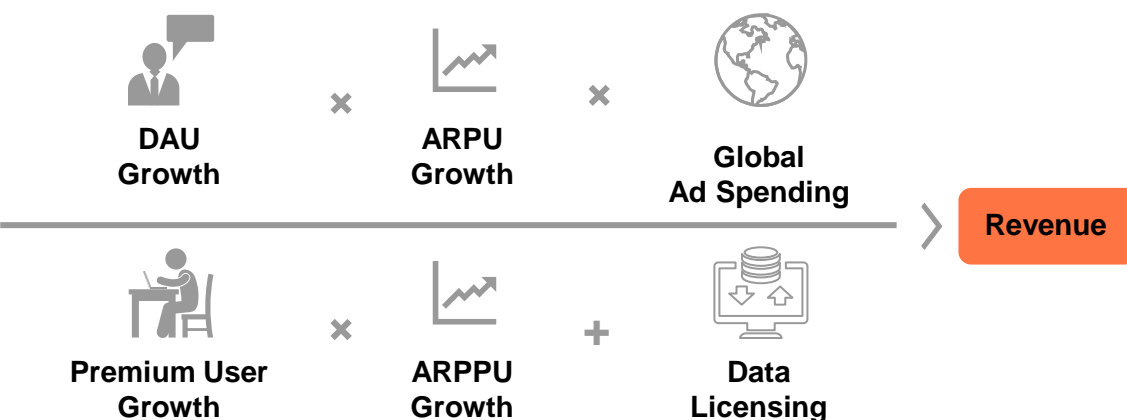 DAU
Growth
×
ARPU
Growth
×
Global
Ad Spending
Revenue
Premium User
Growth
×
ARPPU
Growth
+
Data
Licensing